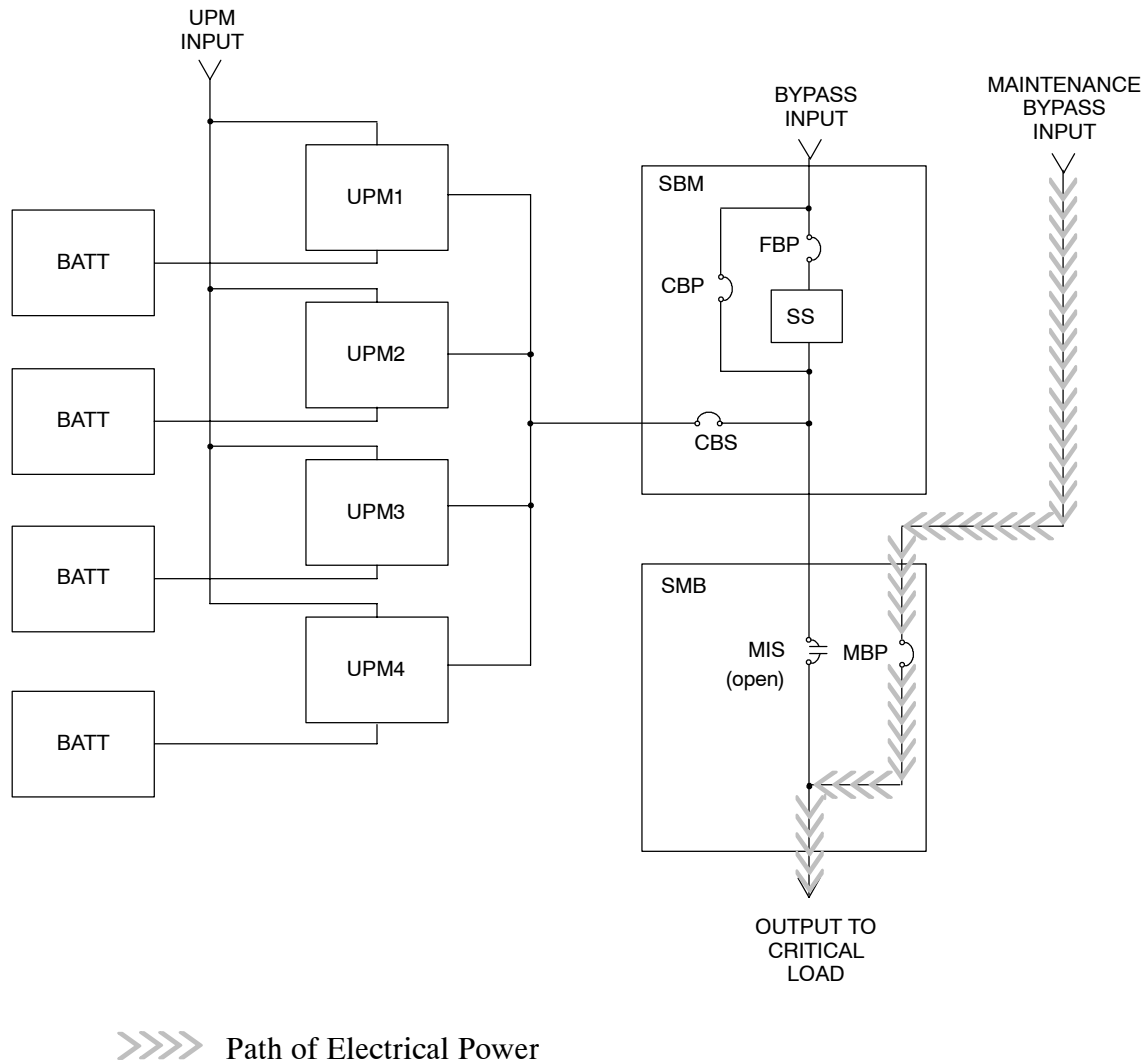 UPM
INPUT
BYPASS
INPUT
MAINTENANCE
BYPASS
INPUT
SBM
UPM1
FBP
BATT
CBP
SS
UPM2
BATT
CBS
UPM3
BATT
SMB
MIS
(open)
MBP
UPM4
BATT
OUTPUT TO
CRITICAL
LOAD
Path of Electrical Power